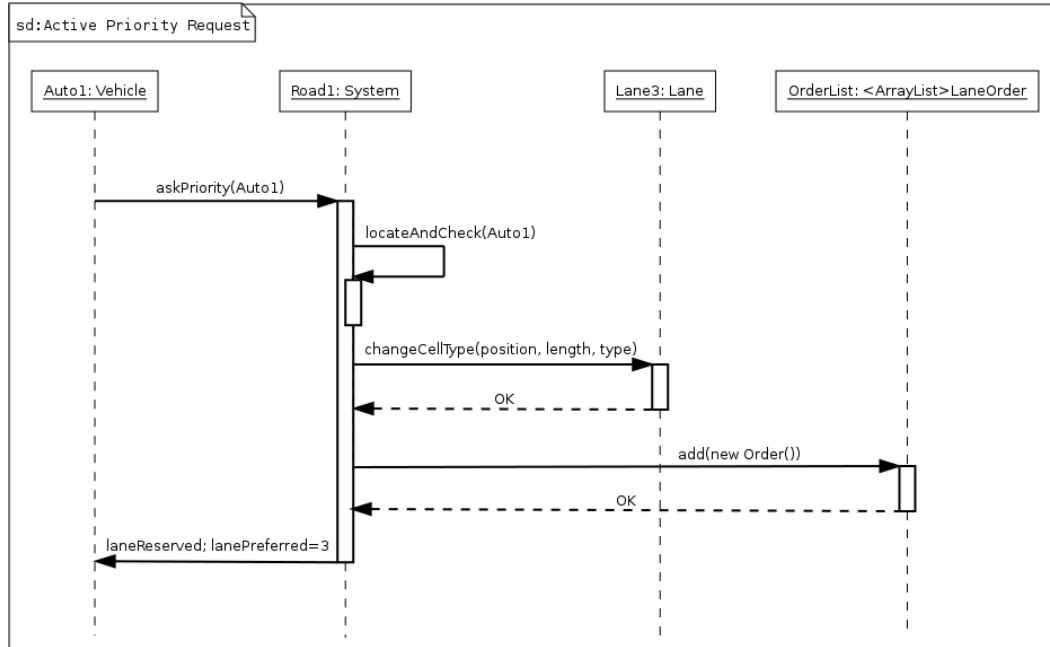 sd:Active Priority Request
Auto1: Vehicle
Road1: System
Lane3: Lane
OrderList: <ArrayList>LaneOrder
askPriority(Auto1)
locateAndCheck(Auto1)
changeCellType(position, length, type)
OK
add(new Order())
OK
laneReserved; lanePreferred=3